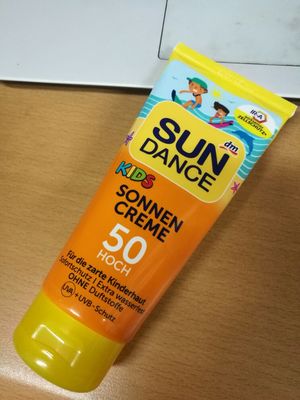 SUN
dm
DANCE
KIDS
SONNEN
CREME
50
HOCH
Für die zarte Kinderhaut
Sofortschutz | Extra wasserfest
OHNE Duftstoffe
UVA + UVB-Schutz